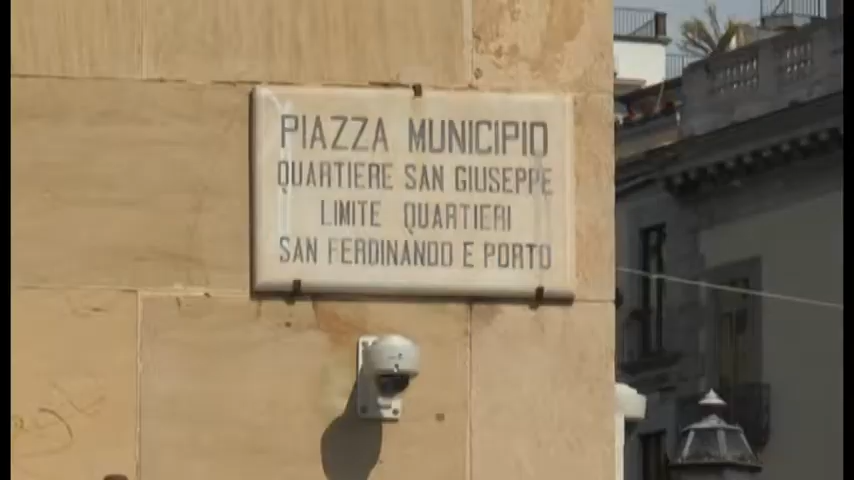 PIAZZA MUNICIPIO
QUARTIERE SAN GIUSEPPE
LIMITE QUARTIERI
SAN FERDINANDO E PORTO